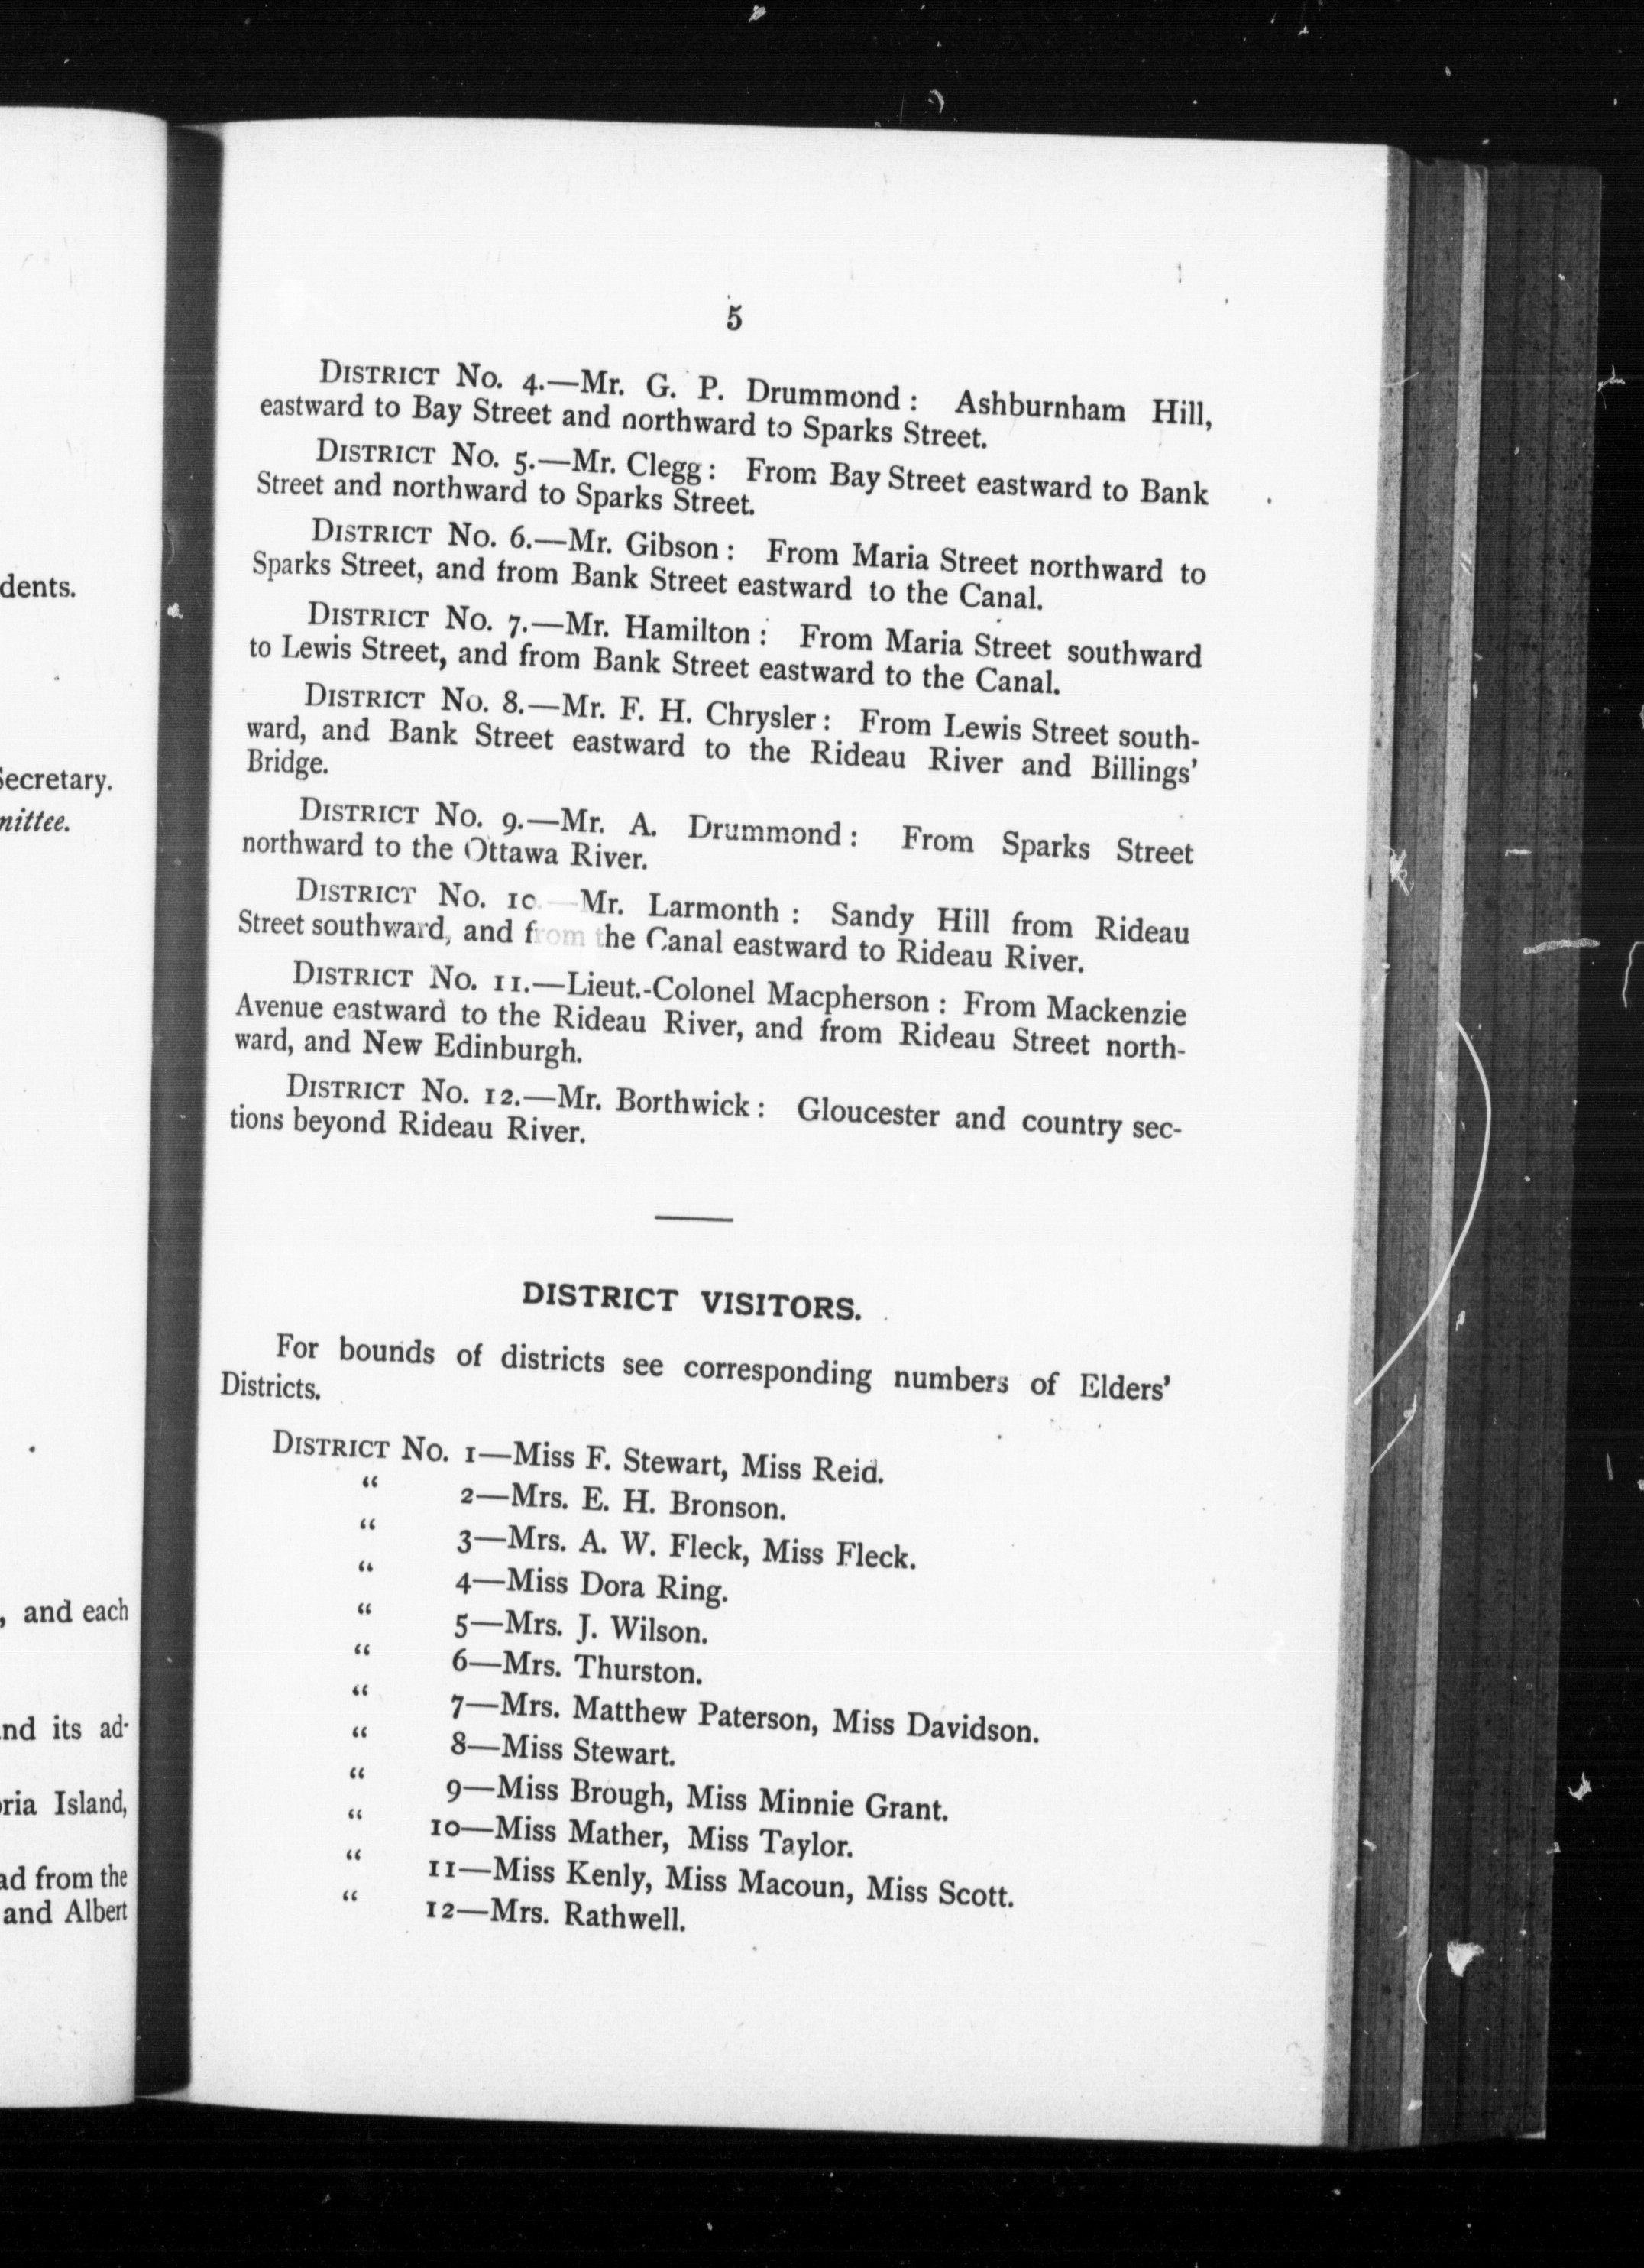 dents.
Secretary.
mittee.
, and each
and its ad-
oria Island,
ad from the
and Albert
5
DISTRICT No. 4.—Mr. G. P. Drummond : Ashburnham Hill,
eastward to Bay Street and northward to Sparks Street.
DISTRICT No. 5.—Mr. Clegg : From Bay Street eastward to Bank
Street and northward to Sparks Street.
DISTRICT No. 6.—Mr. Gibson : From Maria Street northward to
Sparks Street, and from Bank Street eastward to the Canal.
DISTRICT No. 7.—Mr. Hamilton : From Maria Street southward
to Lewis Street, and from Bank Street eastward to the Canal.
DISTRICT No. 8.—Mr. F. H. Chrysler : From Lewis Street south-
ward, and Bank Street eastward to the Rideau River and Billings'
Bridge.
DISTRICT No. 9.—Mr. A. Drummond : From Sparks Street
northward to the Ottawa River.
DISTRICT No. 10.—Mr. Larmonth : Sandy Hill from Rideau
Street southward, and from the Canal eastward to Rideau River.
DISTRICT No. 11.—Lieut.-Colonel Macpherson : From Mackenzie
Avenue eastward to the Rideau River, and from Rideau Street north-
ward, and New Edinburgh.
DISTRICT No. 12.—Mr. Borthwick : Gloucester and country sec-
tions beyond Rideau River.
DISTRICT VISITORS.
For bounds of districts see corresponding numbers of Elders'
Districts.
DISTRICT No. 1—Miss F. Stewart, Miss Reid.
" 2—Mrs. E. H. Bronson.
" 3—Mrs. A. W. Fleck, Miss Fleck.
" 4—Miss Dora Ring.
" 5—Mrs. J. Wilson.
" 6—Mrs. Thurston.
" 7—Mrs. Matthew Paterson, Miss Davidson.
" 8—Miss Stewart.
" 9—Miss Brough, Miss Minnie Grant.
" 10—Miss Mather, Miss Taylor.
" 11—Miss Kenly, Miss Macoun, Miss Scott.
" 12—Mrs. Rathwell.